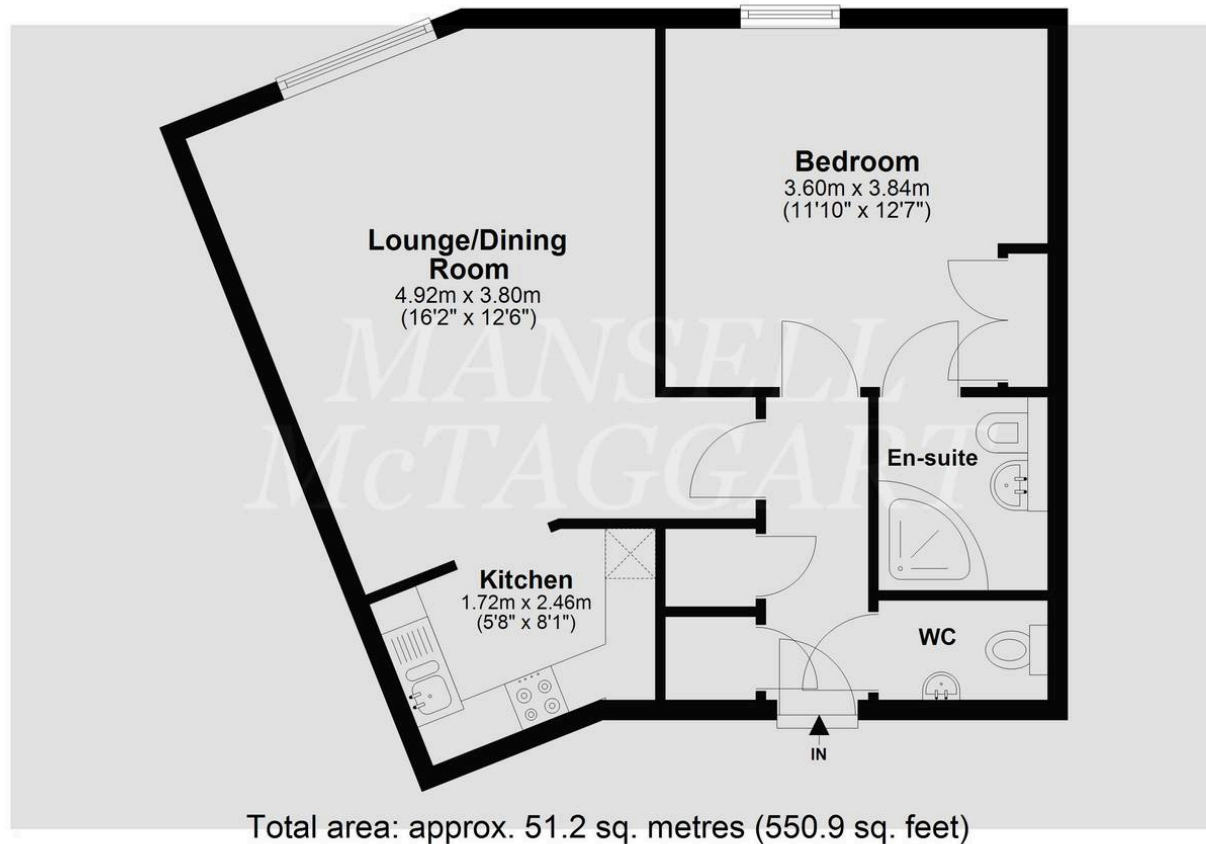 Bedroom
3.60m x 3.84m
(11'10" x 12'7")
Lounge/Dining
Room
4.92m x 3.80m
(16'2" x 12'6")
MANSELL
McTAGGART
En-suite
Kitchen
1.72m x 2.46m
(5'8" x 8'1")
WC
IN
Total area: approx. 51.2 sq. metres (550.9 sq. feet)